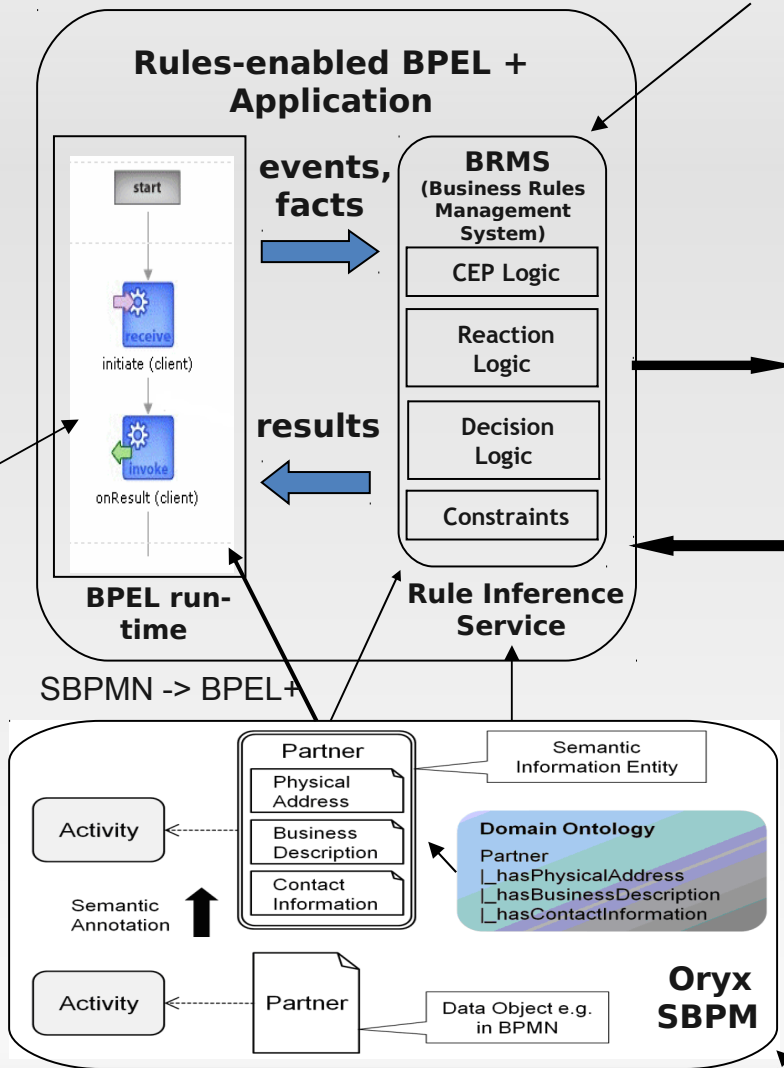 Rules-enabled BPEL +
Application
events,
facts
BRMS
(Business Rules
Management
System)
start
CEP Logic
receive
Reaction
Logic
initiate (client)
results
Decision
Logic
invoke
onResult (client)
Constraints
BPEL run-
time
Rule Inference
Service
SBPMN -> BPEL+
Partner
Semantic
Information Entity
Physical
Address
Activity
Business
Description
Domain Ontology
Partner
|_hasPhysicalAddress
|_hasBusinessDescription
|_hasContactInformation
Contact
Information
Semantic
Annotation
Activity
Partner
Data Object e.g.
in BPMN
Oryx
SBPM